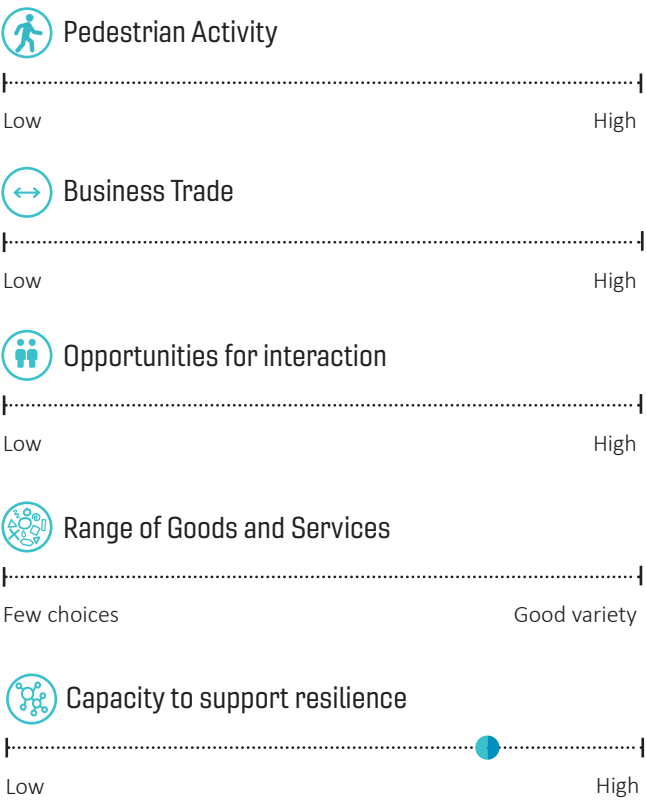 Pedestrian Activity
Low High
Business Trade
Low High
Opportunities for interaction
Low High
Range of Goods and Services
Few choices Good variety
Capacity to support resilience
Low High